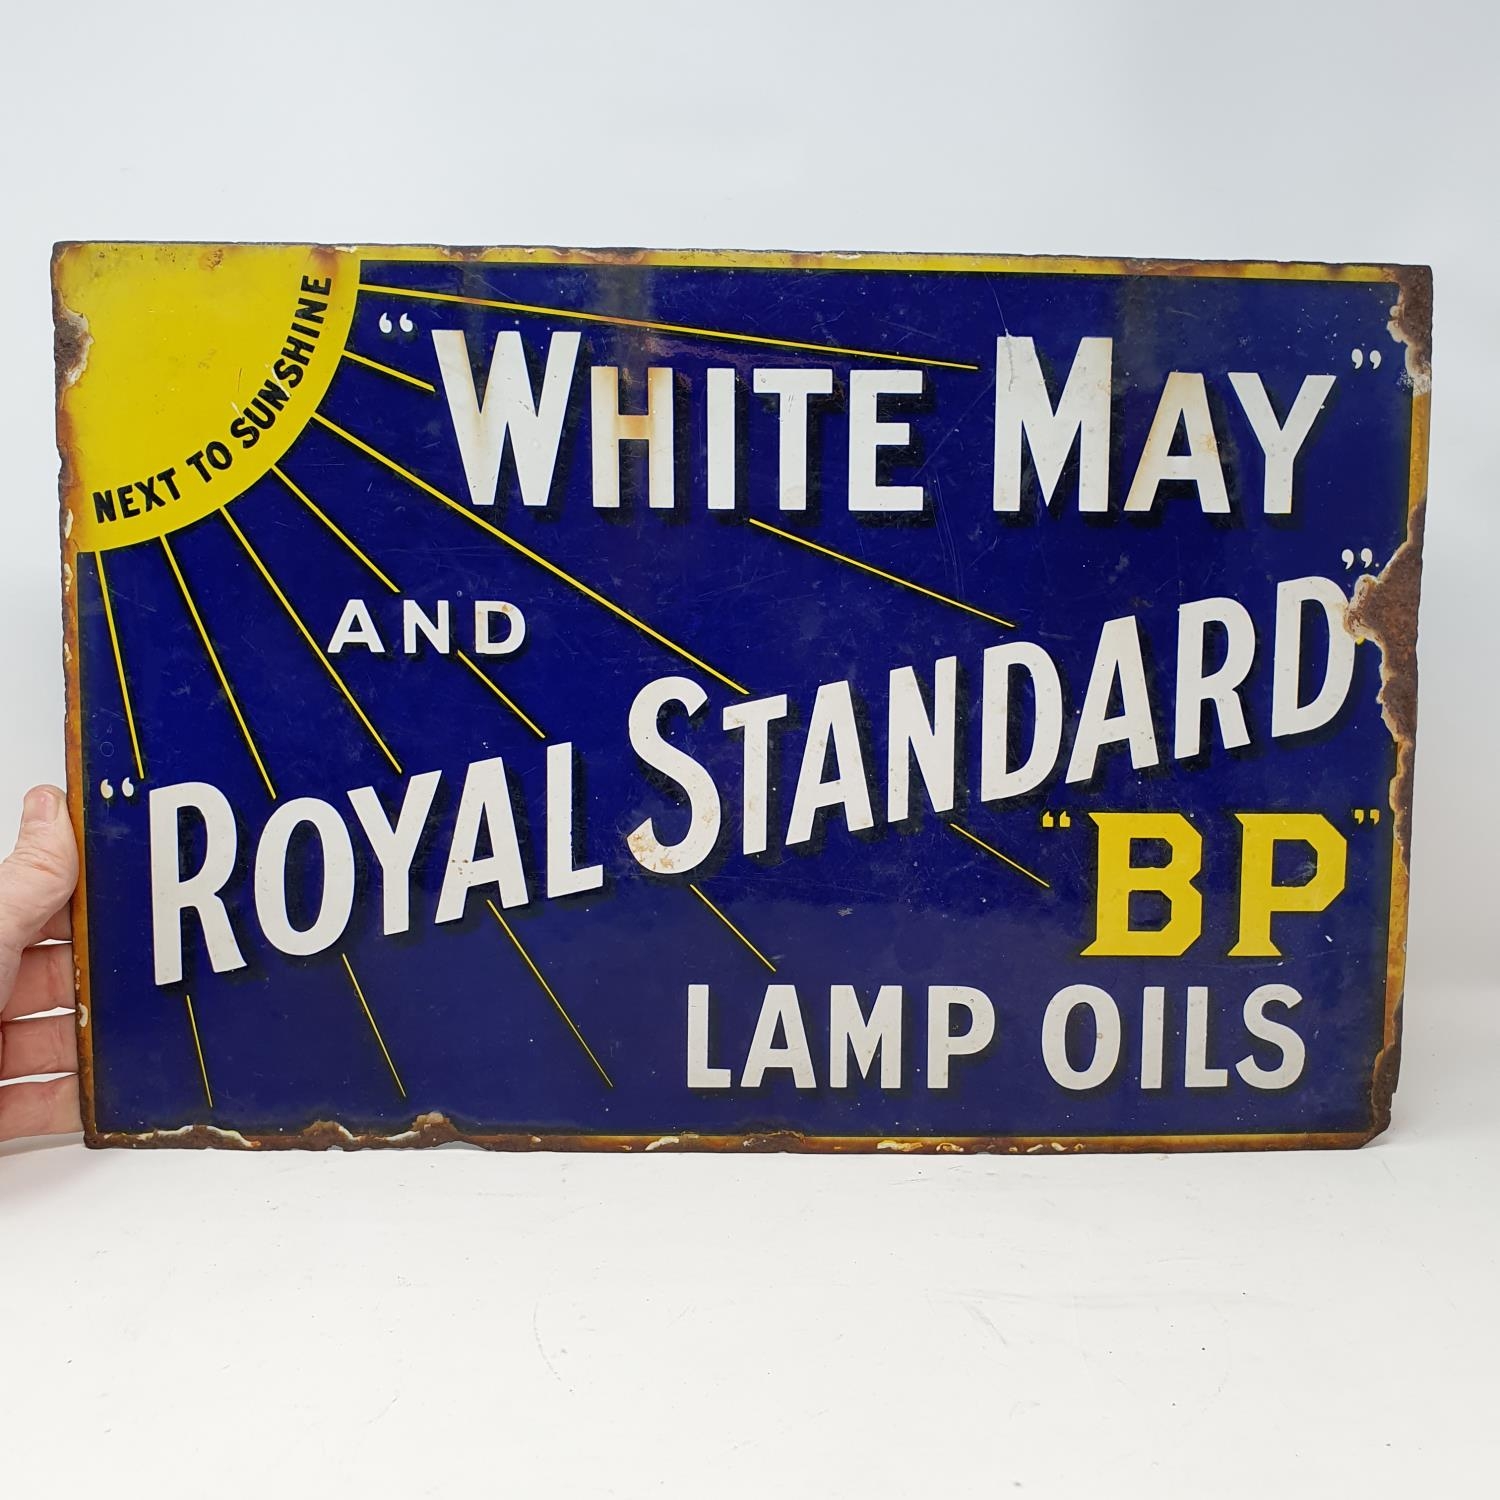 NEXT TO SUNSHINE
“WHITE MAY”
AND
“ROYAL STANDARD”
“BP”
LAMP OILS